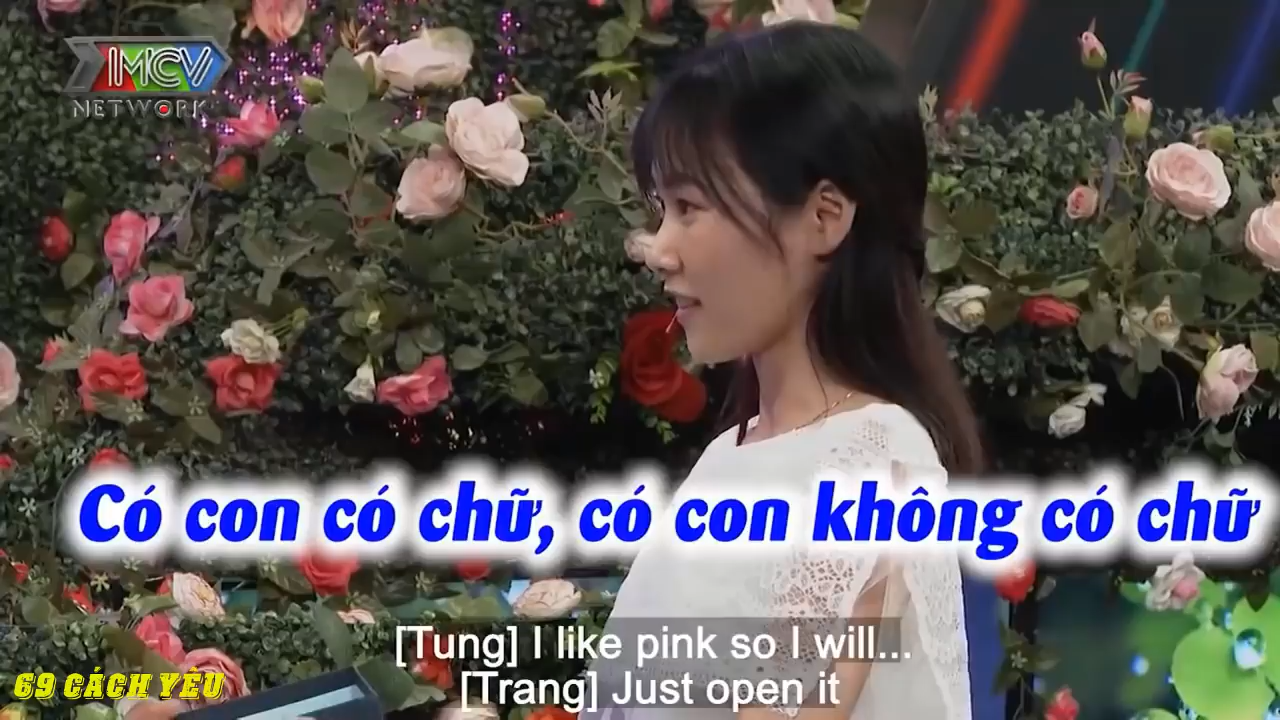 MCV
NETWORK
Có con có chữ, có con không có chữ
[Tung] I like pink so I will...
[Trang] Just open it
69 CÁCH YÊU